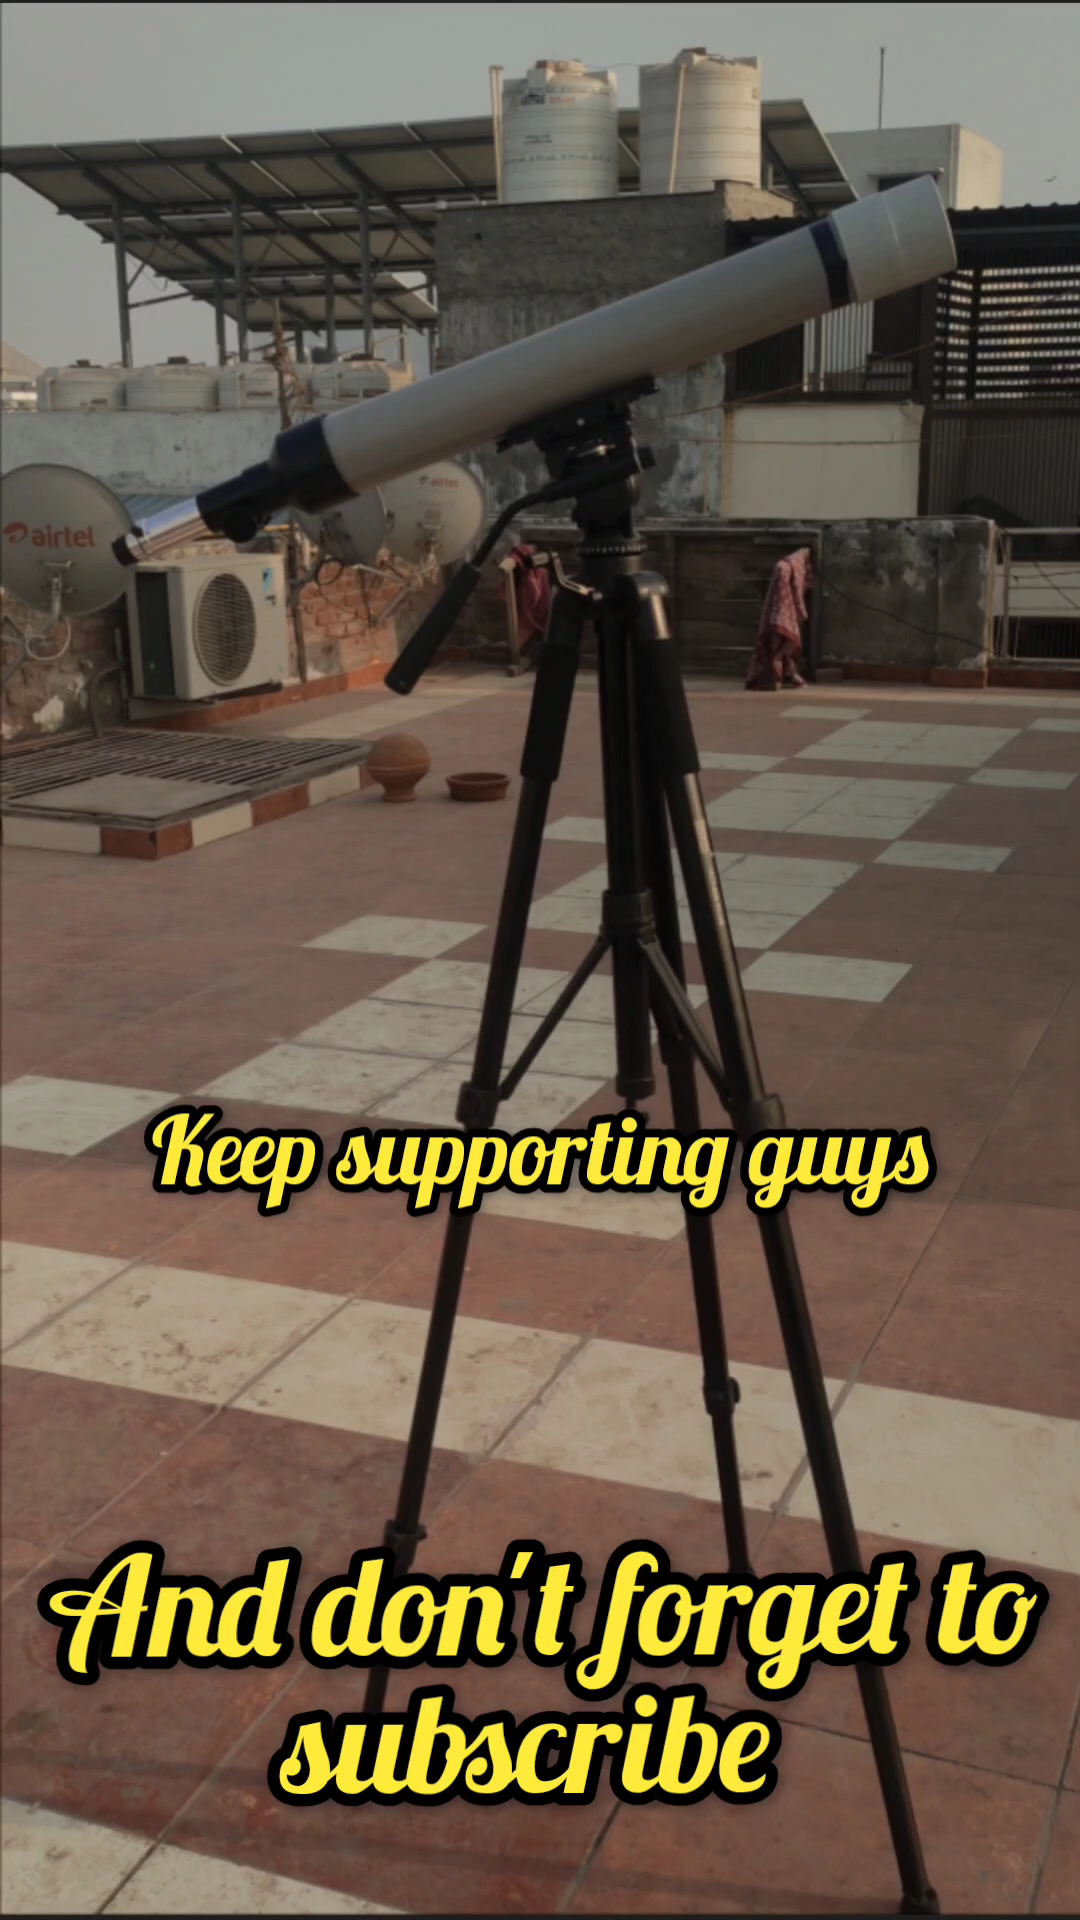 airtel
airtel
Keep supporting guys
And don't forget to
subscribe